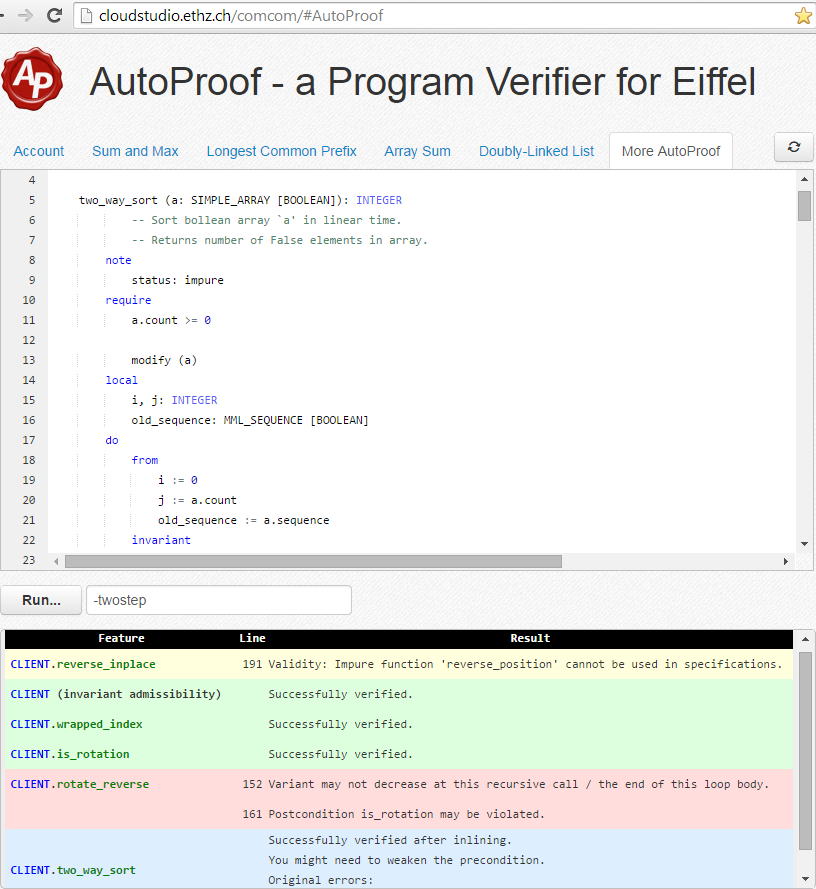 cloudstudio.ethz.ch/comcom/#AutoProof
AP
AutoProof - a Program Verifier for Eiffel
Account Sum and Max Longest Common Prefix Array Sum Doubly-Linked List More AutoProof
4
5 two_way_sort (a: SIMPLE_ARRAY [BOOLEAN]): INTEGER
6 -- Sort bollean array `a' in linear time.
7 -- Returns number of False elements in array.
8 note
9 status: impure
10 require
11 a.count >= 0
12
13 modify (a)
14 local
15 i, j: INTEGER
16 old_sequence: MML_SEQUENCE [BOOLEAN]
17 do
18 from
19 i := 0
20 j := a.count
21 old_sequence := a.sequence
22 invariant
23
Run... -twostep
Feature Line Result
CLIENT.reverse_inplace 191 Validity: Impure function 'reverse_position' cannot be used in specifications.
CLIENT (invariant admissibility) Successfully verified.
CLIENT.wrapped_index Successfully verified.
CLIENT.is_rotation Successfully verified.
CLIENT.rotate_reverse 152 Variant may not decrease at this recursive call / the end of this loop body.
161 Postcondition is_rotation may be violated.
Successfully verified after inlining.
You might need to weaken the precondition.
CLIENT.two_way_sort
Original errors: